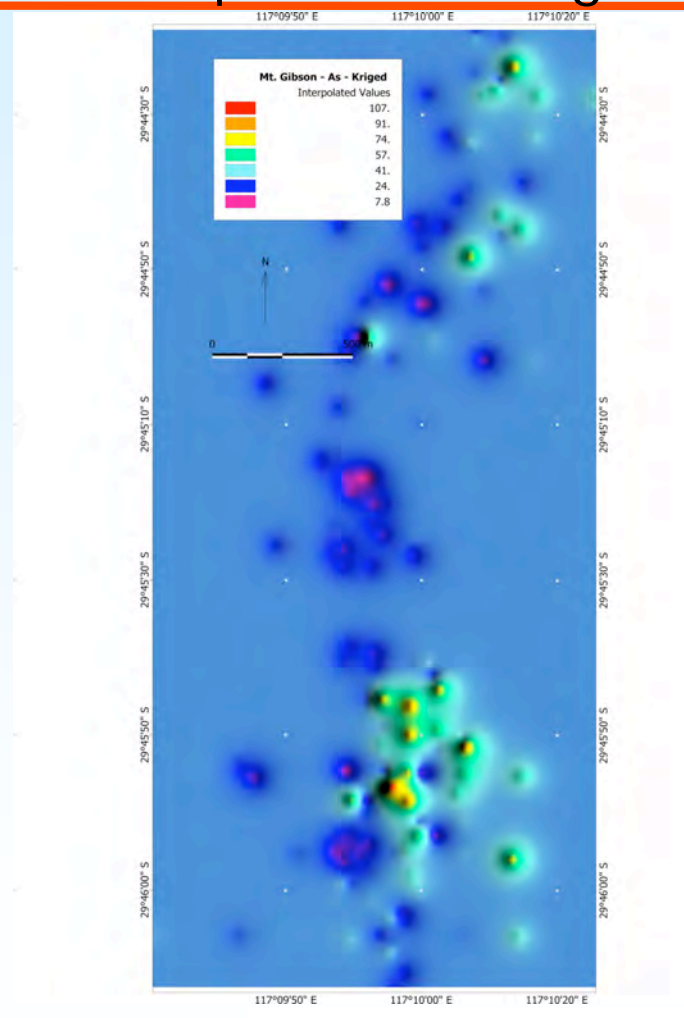 117°09'50" E 117°10'00" E 117°10'20" E
Mt. Gibson - As - Kriged
Interpolated Values
107.
91.
74.
57.
41.
24.
7.8
N
0 500 m
29°44'30" S 29°44'30" S
29°44'50" S 29°44'50" S
29°45'10" S 29°45'10" S
29°45'30" S 29°45'30" S
29°45'50" S 29°45'50" S
29°46'00" S 29°46'00" S
117°09'50" E 117°10'00" E 117°10'20" E